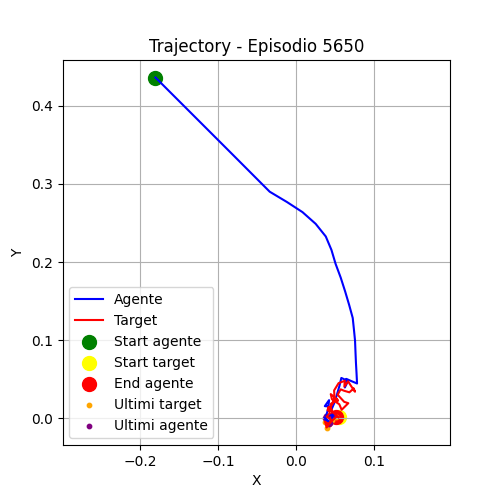 Trajectory - Episodio 5650
Y
0.4
0.3
0.2
0.1
0.0
Agente
Target
Start agente
Start target
End agente
Ultimi target
Ultimi agente
−0.2 −0.1 0.0 0.1
X